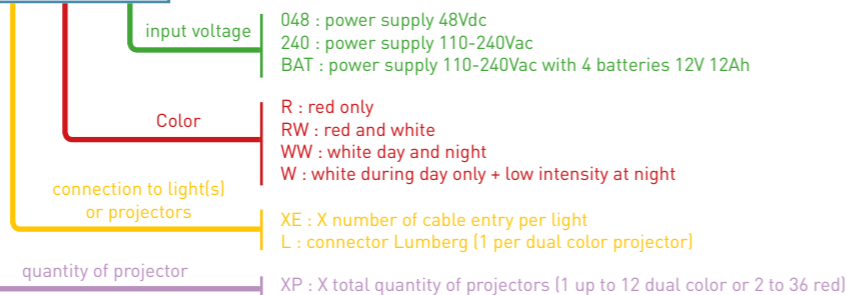 input voltage
048 : power supply 48Vdc
240 : power supply 110-240Vac
BAT : power supply 110-240Vac with 4 batteries 12V 12Ah
Color
R : red only
RW : red and white
WW : white day and night
W : white during day only + low intensity at night
connection to light(s)
or projectors
XE : X number of cable entry per light
L : connector Lumberg (1 per dual color projector)
quantity of projector
XP : X total quantity of projectors (1 up to 12 dual color or 2 to 36 red)